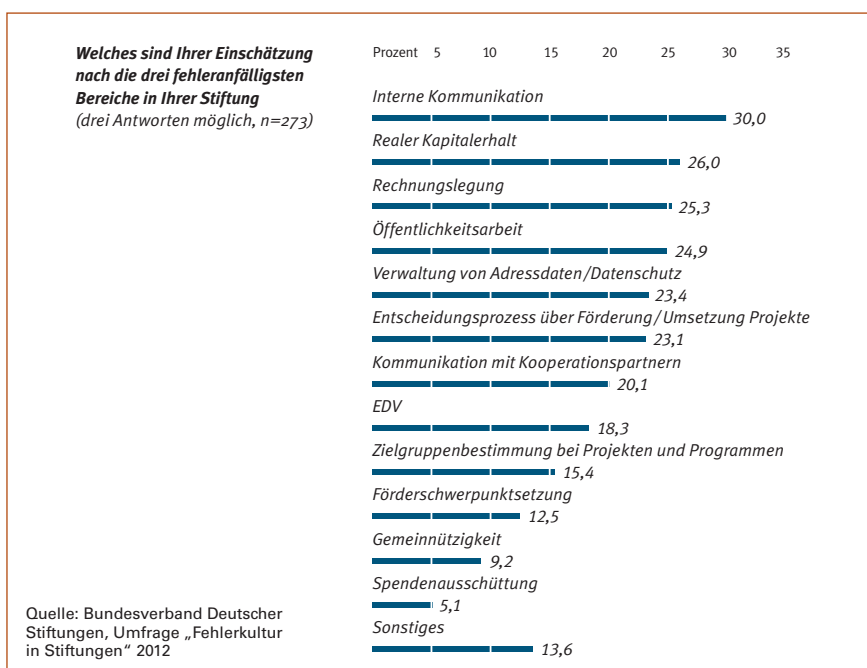 Welches sind Ihrer Einschätzung
nach die drei fehleranfälligsten
Bereiche in Ihrer Stiftung
(drei Antworten möglich, n=273)
Prozent 5 10 15 20 25 30 35
Interne Kommunikation
30,0
Realer Kapitalerhalt
26,0
Rechnungslegung
25,3
Öffentlichkeitsarbeit
24,9
Verwaltung von Adressdaten/Datenschutz
23,4
Entscheidungsprozess über Förderung/Umsetzung Projekte
23,1
Kommunikation mit Kooperationspartnern
20,1
EDV
18,3
Zielgruppenbestimmung bei Projekten und Programmen
15,4
Förderschwerpunktsetzung
12,5
Gemeinnützigkeit
9,2
Spendenausschüttung
5,1
Sonstiges
13,6
Quelle: Bundesverband Deutscher
Stiftungen, Umfrage „Fehlerkultur
in Stiftungen“ 2012